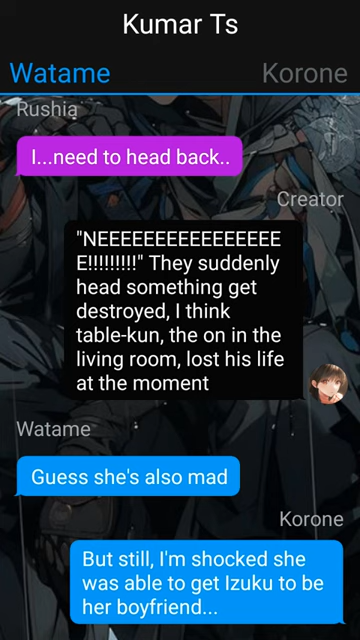 Kumar Ts
Watame
Korone
Rushia
I...need to head back..
Creator
"NEEEEEEEEEEEEEEEE
E!!!!!!!!!" They suddenly
head something get
destroyed, I think
table-kun, the on in the
living room, lost his life
at the moment
Watame
Guess she's also mad
Korone
But still, I'm shocked she
was able to get Izuku to be
her boyfriend...